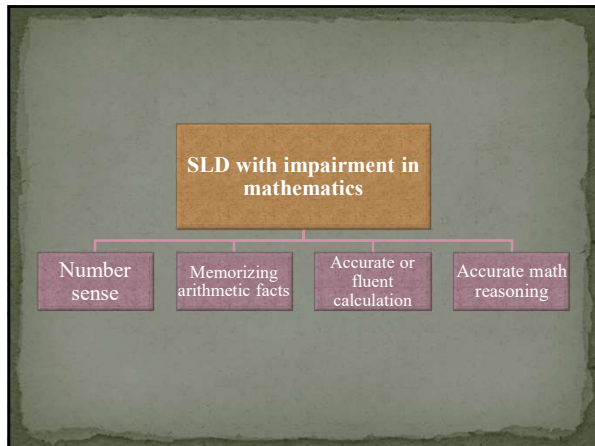 SLD with impairment in
mathematics
Number
sense
Memorizing
arithmetic facts
Accurate or
fluent
calculation
Accurate math
reasoning